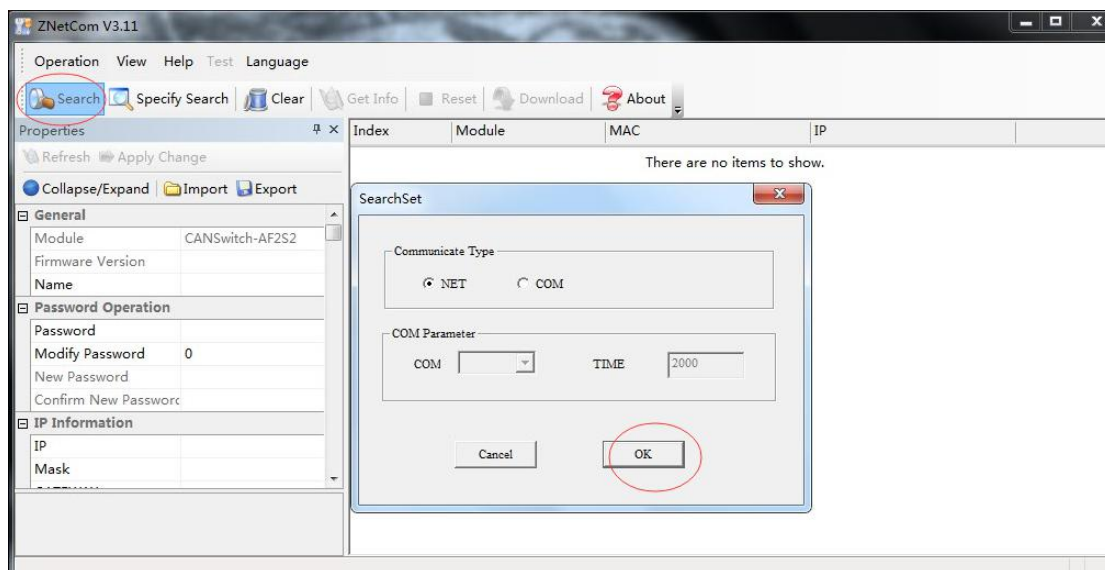 ZNetCom V3.11
Operation View Help Test Language
Search Specify Search Clear Get Info Reset Download About
Properties
Index Module MAC IP
Refresh Apply Change
There are no items to show.
Collapse/Expand Import Export
General
Module CANSwitch-AF2S2
Firmware Version
Name
Password Operation
Password
Modify Password 0
New Password
Confirm New Passwor
IP Information
IP
Mask
SearchSet
Communicate Type
NET COM
COM Parameter
COM TIME 2000
Cancel OK